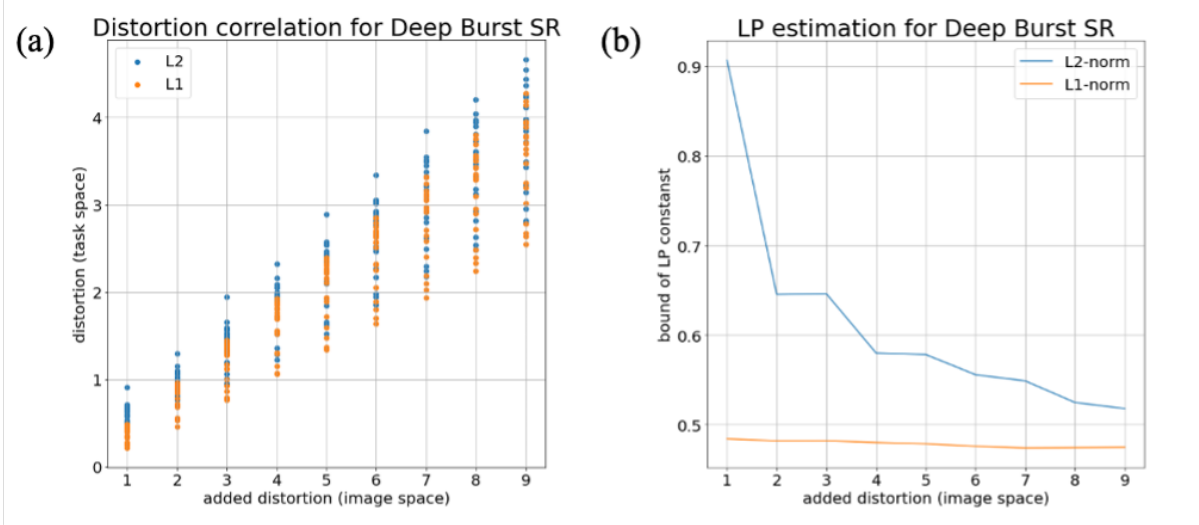 (a)
Distortion correlation for Deep Burst SR
L2
L1
4
3
2
1
0
distortion (task space)
1 2 3 4 5 6 7 8 9
added distortion (image space)
(b)
LP estimation for Deep Burst SR
L2-norm
L1-norm
0.9
0.8
0.7
0.6
0.5
bound of LP constanst
1 2 3 4 5 6 7 8 9
added distortion (image space)